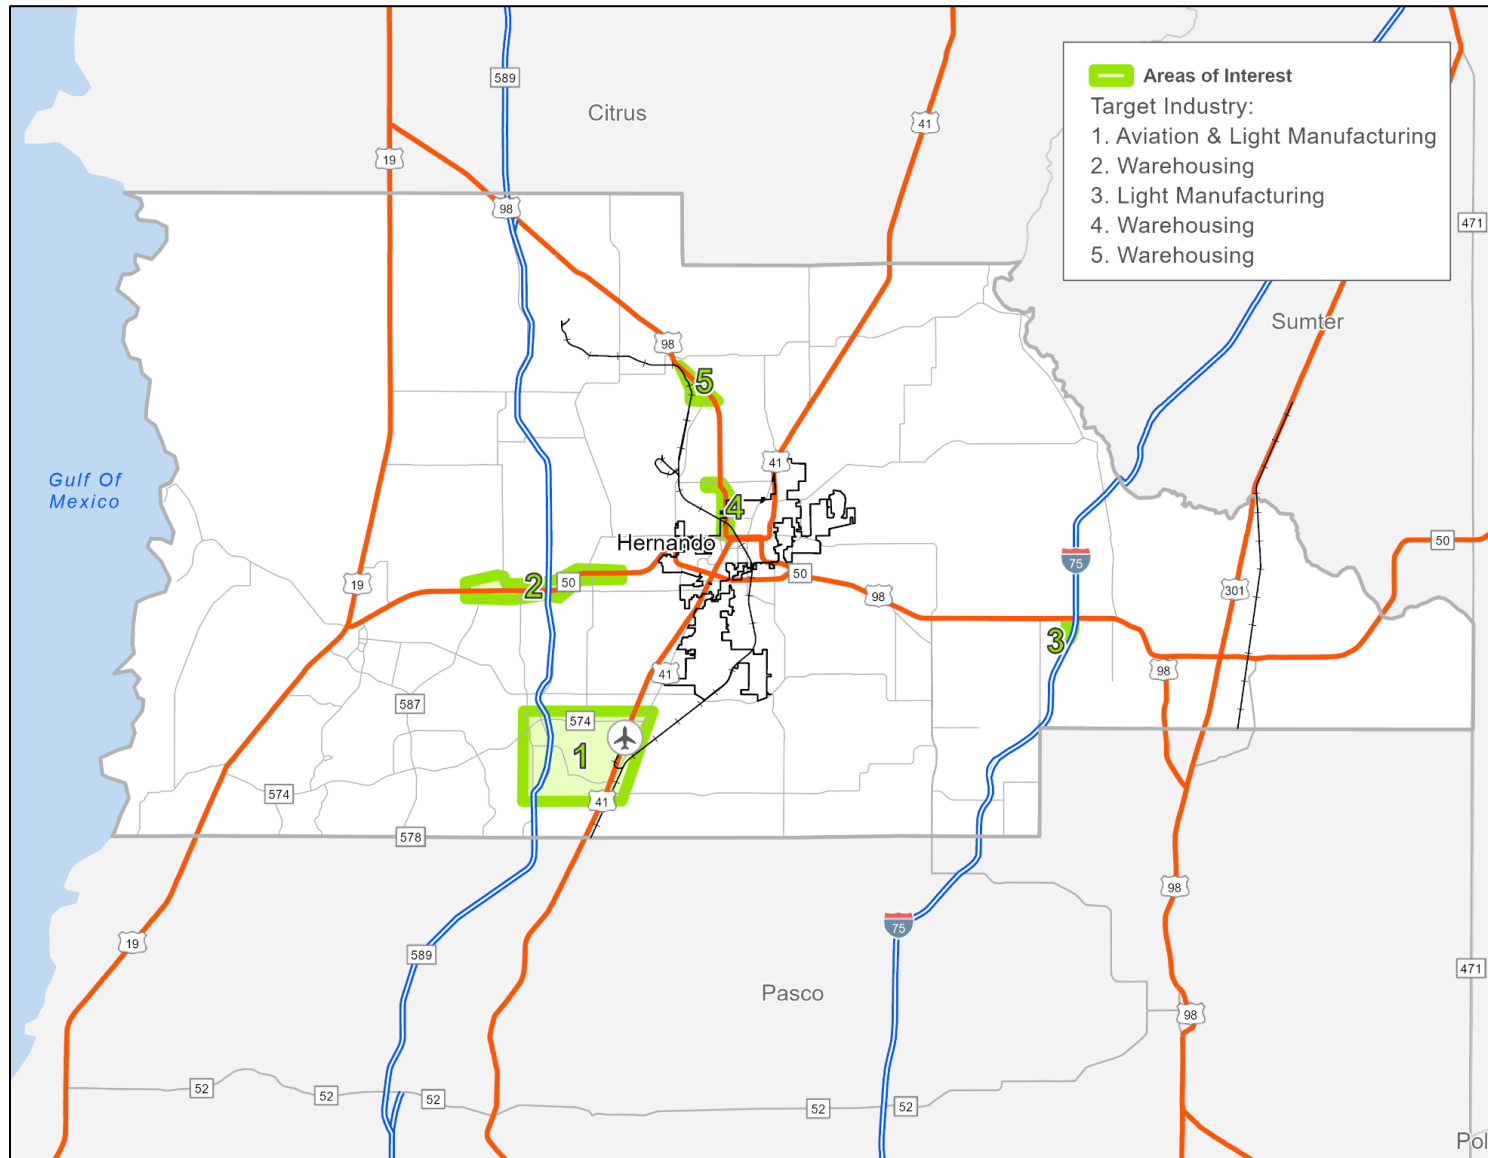 Areas of Interest
Target Industry:
1. Aviation & Light Manufacturing
2. Warehousing
3. Light Manufacturing
4. Warehousing
5. Warehousing
589
Citrus
41
19
98
471
Sumter
98
5
41
Gulf Of
Mexico
4
Hernando
50
75
19
2
50
50
98
301
3
41
98
587
574
1
574
41
578
98
75
19
589
471
Pasco
98
52
52
52
52
52
Pol